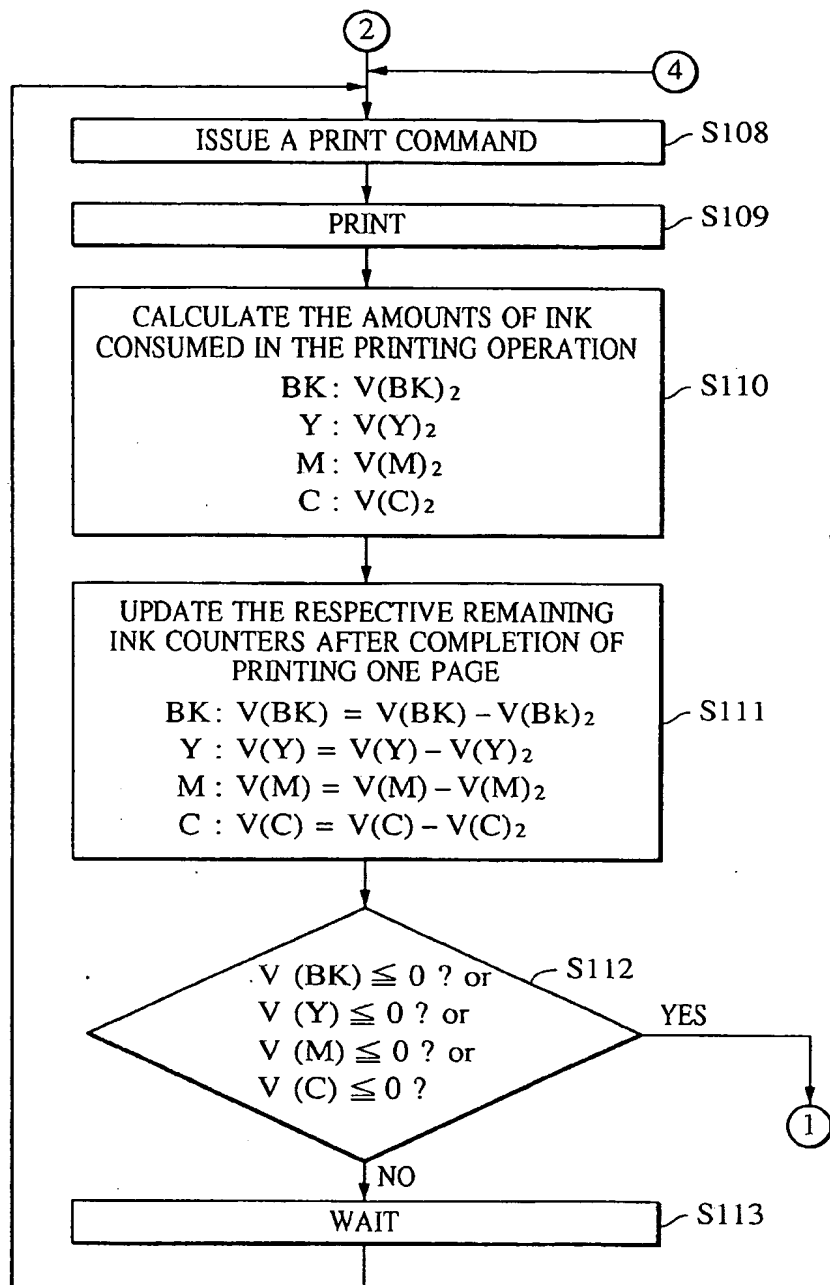 2
4
ISSUE A PRINT COMMAND
S108
PRINT
S109
CALCULATE THE AMOUNTS OF INK
CONSUMED IN THE PRINTING OPERATION
BK: V(BK)₂
Y : V(Y)₂
M : V(M)₂
C : V(C)₂
S110
UPDATE THE RESPECTIVE REMAINING
INK COUNTERS AFTER COMPLETION OF
PRINTING ONE PAGE
BK: V(BK) = V(BK) – V(Bk)₂
Y : V(Y) = V(Y) – V(Y)₂
M : V(M) = V(M) – V(M)₂
C : V(C) = V(C) – V(C)₂
S111
V (BK) ≦ 0 ? or
V (Y) ≦ 0 ? or
V (M) ≦ 0 ? or
V (C) ≦ 0 ?
S112
YES
1
NO
WAIT
S113